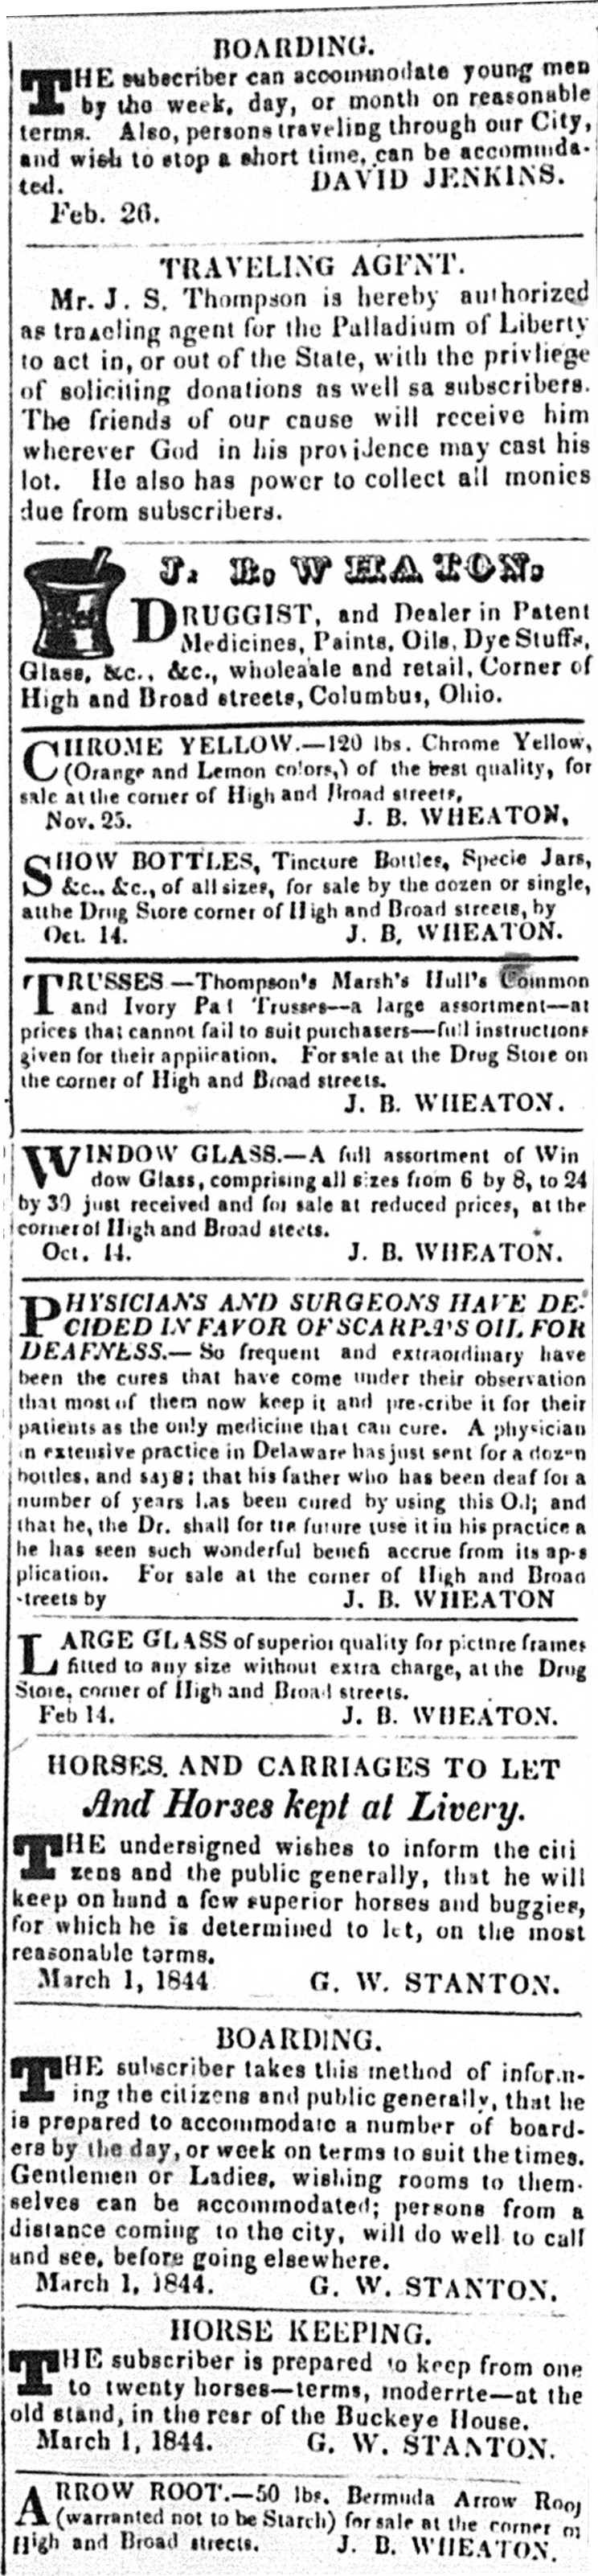 BOARDING.
THE subscriber can accommodate young men
by the week, day, or month on reasonable
terms. Also, persons traveling through our City,
and wish to stop a short time, can be accommda-
ted. DAVID JENKINS.
Feb. 26.
TRAVELING AGENT.
Mr. J. S. Thompson is hereby authorized
as traAcling agent for the Palladium of Liberty
to act in, or out of the State, with the privliege
of soliciting donations as well sa subscribers.
The friends of our cause will receive him
wherever God in his providence may cast his
lot. He also has power to collect all monies
due from subscribers.
J. B. WHEATON.
DRUGGIST, and Dealer in Patent
Medicines, Paints, Oils, Dye Stuffs,
Glass, &c., &c., wholesale and retail, Corner of
High and Broad streets, Columbus, Ohio.
CHROME YELLOW.—120 lbs. Chrome Yellow,
(Orange and Lemon colors,) of the best quality, for
sale at the corner of High and Broad streets,
Nov. 25. J. B. WHEATON,
SHOW BOTTLES, Tincture Bottles, Specie Jars,
&c., &c., of all sizes, for sale by the dozen or single,
atthe Drug Store corner of High and Broad streets, by
Oct. 14. J. B, WHEATON.
TRUSSES—Thompson's Marsh's Hull's Common
and Ivory Pat Trusses—a large assortment—at
prices that cannot fail to suit purchasers—full instructions
given for their appiication. For sale at the Drug Store on
the corner of High and Broad streets.
J. B. WHEATON.
WINDOW GLASS.—A full assortment of Win
dow Glass, comprising all sizes from 6 by 8, to 24
by 30 just received and for sale at reduced prices, at the
corner of High and Broad steets.
Oct. 14. J. B. WHEATON.
PHYSICIANS AND SURGEONS HAVE DE-
CIDED IN FAVOR OF SCARPA'S OIL FOR
DEAFNESS.—So frequent and extraordinary have
been the cures that have come under their observation
that most of them now keep it and prescribe it for their
patients as the only medicine that can cure. A physician
in extensive practice in Delaware has just sent for a dozen
bottles, and says; that his father who has been deaf for a
number of years has been cured by using this Oil; and
that he, the Dr. shall for the future tuse it in his practice a
he has seen such wonderful benefi accrue from its ap-s
plication. For sale at the corner of High and Broad
streets by J. B. WHEATON
LARGE GLASS of superior quality for picture frames
fitted to any size without extra charge, at the Drug
Store, corner of High and Broad streets.
Feb 14. J. B. WHEATON.
HORSES. AND CARRIAGES TO LET
And Horses kept at Livery.
THE undersigned wishes to inform the citi
zens and the public generally, that he will
keep on hand a few superior horses and buggies,
for which he is determined to let, on the most
reasonable tarms.
March 1, 1844 G. W. STANTON.
BOARDING.
THE subscriber takes this method of inform-
ing the citizens and public generally, that he
is prepared to accommodate a number of board-
ers by the day, or week on terms to suit the times.
Gentlemen or Ladies, wishing rooms to them-
selves can be accommodated; persons from a
distance coming to the city, will do well to call
and see, before going elsewhere.
March 1, 1844. G. W. STANTON,
HORSE KEEPING.
THE subscriber is prepared to keep from one
to twenty horses—terms, moderrte—at the
old stand, in the rear of the Buckeye House.
March 1, 1844. G. W. STANTON.
ARROW ROOT.—50 lbs. Bermuda Arrow Root
(warranted not to be Starch) for sale at the corner of
High and Broad streets. J. B. WHEATON.